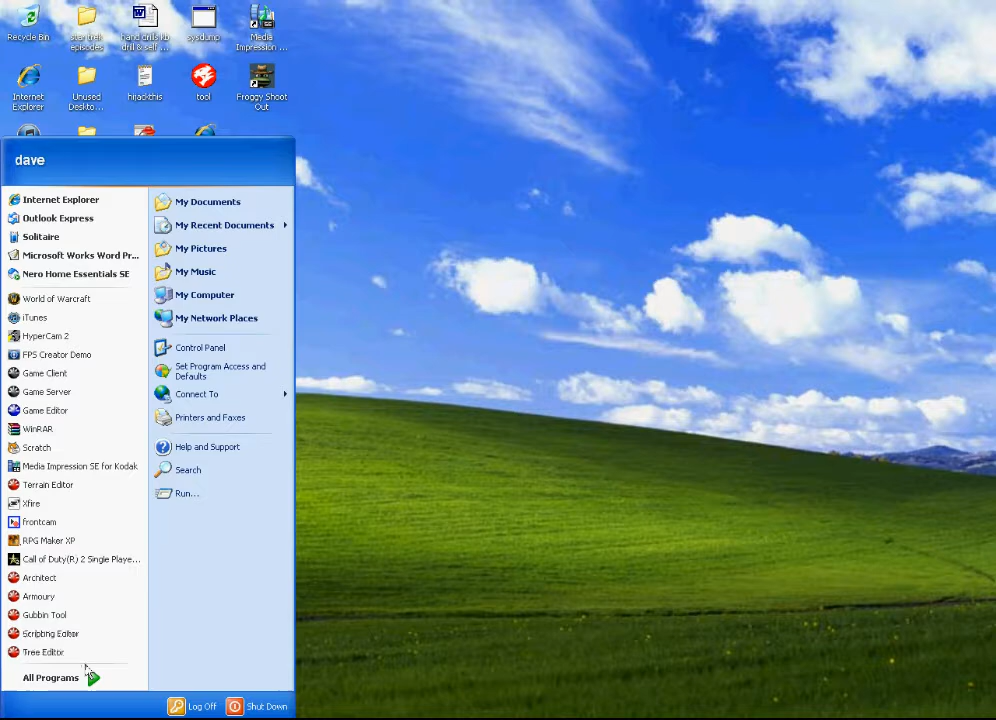 Recycle Bin
star trek episodes
hand drills kb drill & self ...
sysdump
Media Impression ...
Internet Explorer
Unused Deskto...
hijackthis
tool
Froggy Shoot Out
dave
Internet Explorer
Outlook Express
Solitaire
Microsoft Works Word Pr...
Nero Home Essentials SE
World of Warcraft
iTunes
HyperCam 2
FPS Creator Demo
Game Client
Game Server
Game Editor
WinRAR
Scratch
Media Impression SE for Kodak
Terrain Editor
Xfire
frontcam
RPG Maker XP
Call of Duty(R) 2 Single Playe...
Architect
Armoury
Gubbin Tool
Scripting Editor
Tree Editor
All Programs
My Documents
My Recent Documents
My Pictures
My Music
My Computer
My Network Places
Control Panel
Set Program Access and
Defaults
Connect To
Printers and Faxes
Help and Support
Search
Run...
Log Off
Shut Down